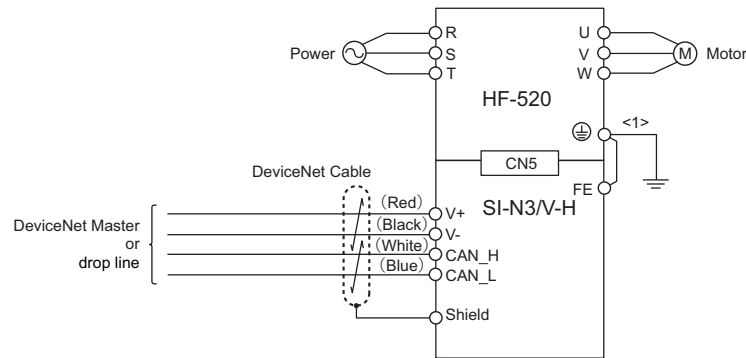 R
S
T
Power
U
V
W
M
Motor
HF-520
<1>
CN5
FE
SI-N3/V-H
DeviceNet Cable
DeviceNet Master
or
drop line
(Red)
(Black)
(White)
(Blue)
V+
V-
CAN_H
CAN_L
Shield